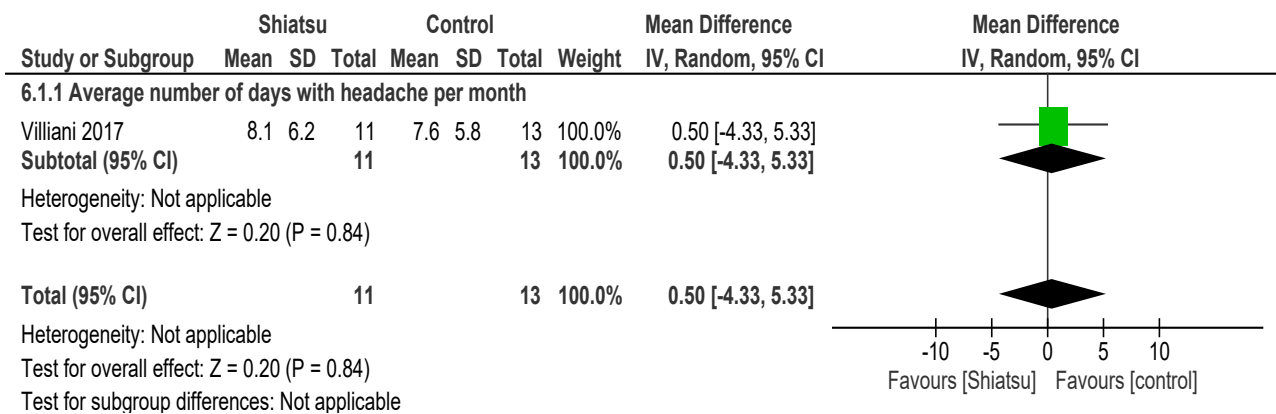 Shiatsu Control Mean Difference Mean Difference
Study or Subgroup Mean SD Total Mean SD Total Weight IV, Random, 95% CI IV, Random, 95% CI
6.1.1 Average number of days with headache per month
Villiani 2017 8.1 6.2 11 7.6 5.8 13 100.0% 0.50 [-4.33, 5.33]
Subtotal (95% CI) 11 13 100.0% 0.50 [-4.33, 5.33]
Heterogeneity: Not applicable
Test for overall effect: Z = 0.20 (P = 0.84)
Total (95% CI) 11 13 100.0% 0.50 [-4.33, 5.33]
Heterogeneity: Not applicable
Test for overall effect: Z = 0.20 (P = 0.84)
Test for subgroup differences: Not applicable
-10 -5 0 5 10
Favours [Shiatsu] Favours [control]